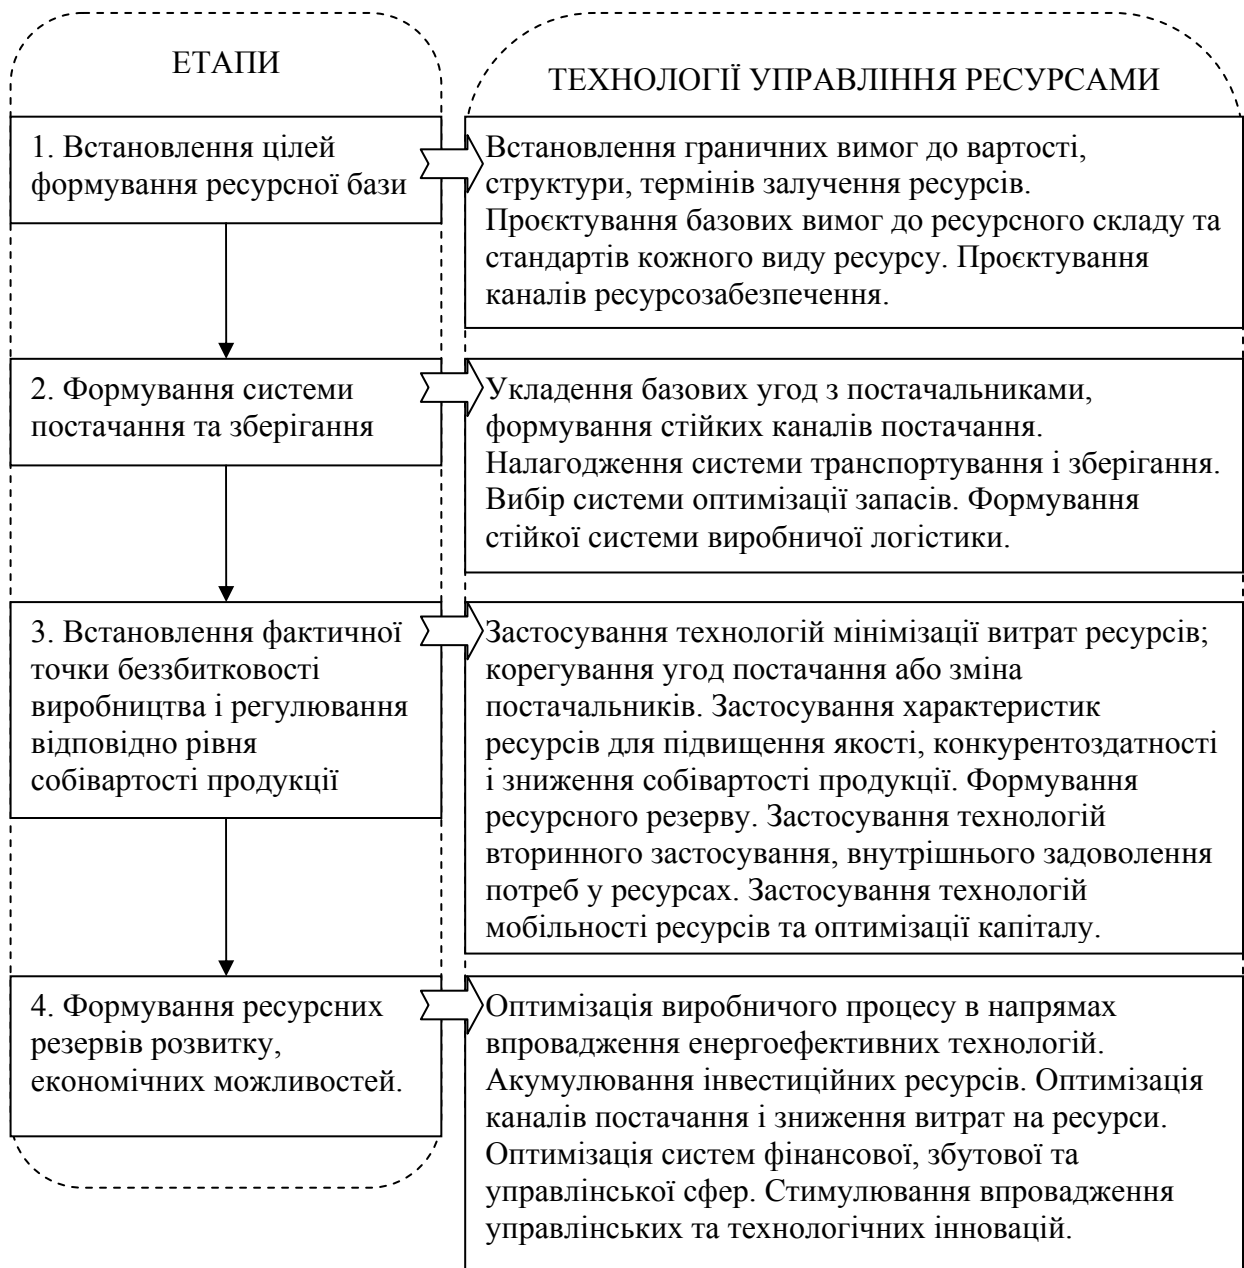 ЕТАПИ
ТЕХНОЛОГІЇ УПРАВЛІННЯ РЕСУРСАМИ
1. Встановлення цілей
формування ресурсної бази
Встановлення граничних вимог до вартості,
структури, термінів залучення ресурсів.
Проєктування базових вимог до ресурсного складу та
стандартів кожного виду ресурсу. Проєктування
каналів ресурсозабезпечення.
2. Формування системи
постачання та зберігання
Укладення базових угод з постачальниками,
формування стійких каналів постачання.
Налагодження системи транспортування і зберігання.
Вибір системи оптимізації запасів. Формування
стійкої системи виробничої логістики.
3. Встановлення фактичної
точки беззбитковості
виробництва і регулювання
відповідно рівня
собівартості продукції
Застосування технологій мінімізації витрат ресурсів;
корегування угод постачання або зміна
постачальників. Застосування характеристик
ресурсів для підвищення якості, конкурентоздатності
і зниження собівартості продукції. Формування
ресурсного резерву. Застосування технологій
вторинного застосування, внутрішнього задоволення
потреб у ресурсах. Застосування технологій
мобільності ресурсів та оптимізації капіталу.
4. Формування ресурсних
резервів розвитку,
економічних можливостей.
Оптимізація виробничого процесу в напрямах
впровадження енергоефективних технологій.
Акумулювання інвестиційних ресурсів. Оптимізація
каналів постачання і зниження витрат на ресурси.
Оптимізація систем фінансової, збутової та
управлінської сфер. Стимулювання впровадження
управлінських та технологічних інновацій.